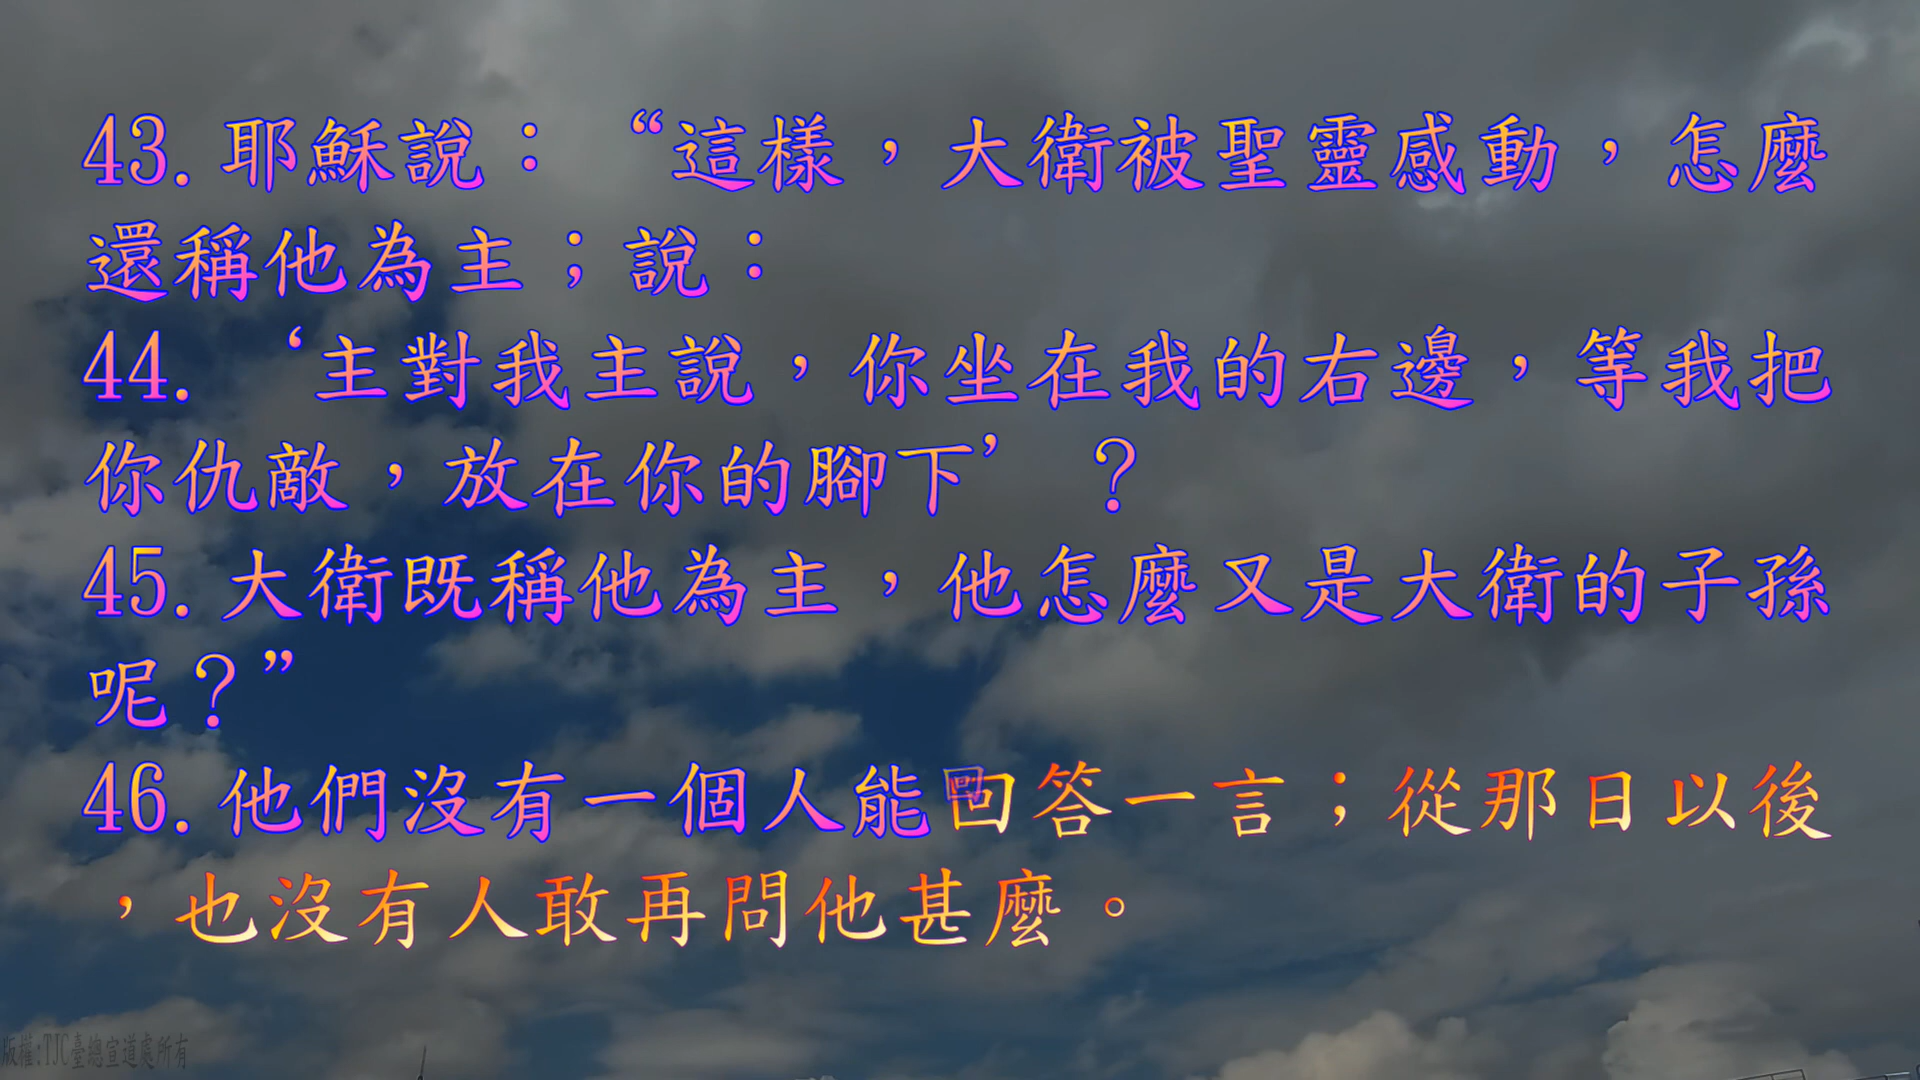 43.耶穌說：“這樣，大衛被聖靈感動，怎麼
還稱他為主；說：
44.‘主對我主說，你坐在我的右邊，等我把
你仇敵，放在你的腳下’？
45.大衛既稱他為主，他怎麼又是大衛的子孫
呢？”
46.他們沒有一個人能回答一言；從那日以後
，也沒有人敢再問他甚麼。
版權:TJC臺總宣道處所有